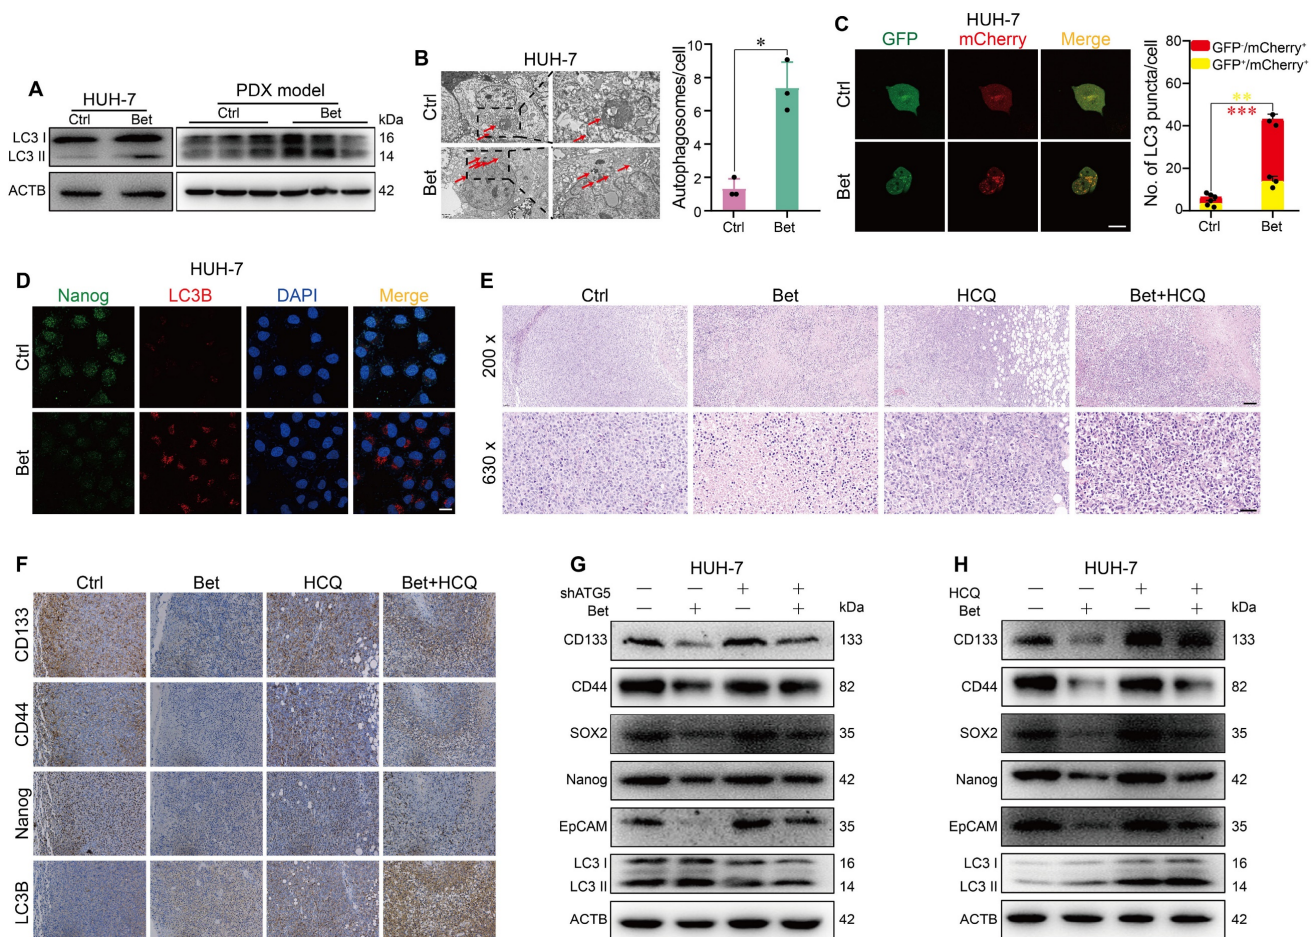 A
HUH-7
PDX model
Ctrl Bet Ctrl Bet kDa
LC3 I 16
LC3 II 14
ACTB 42
B
HUH-7
Ctrl
Bet
Autophagosomes/cell
10
8
6
4
2
0
*
Ctrl Bet
C
HUH-7
GFP mCherry Merge
Ctrl
Bet
No. of LC3 puncta/cell
80
60
40
20
0
GFP⁻/mCherry⁺
GFP⁺/mCherry⁺
**
***
Ctrl Bet
D
HUH-7
Nanog LC3B DAPI Merge
Ctrl
Bet
E
Ctrl Bet HCQ Bet+HCQ
200 x
630 x
F
Ctrl Bet HCQ Bet+HCQ
CD133
CD44
Nanog
LC3B
G
HUH-7
shATG5 — — + +
Bet — + — + kDa
CD133 133
CD44 82
SOX2 35
Nanog 42
EpCAM 35
LC3 I 16
LC3 II 14
ACTB 42
H
HUH-7
HCQ — — + +
Bet — + — + kDa
CD133 133
CD44 82
SOX2 35
Nanog 42
EpCAM 35
LC3 I 16
LC3 II 14
ACTB 42